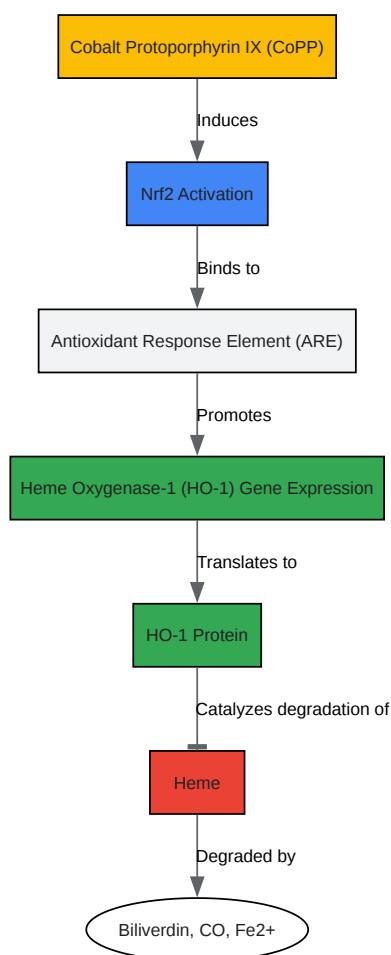 Cobalt Protoporphyrin IX (CoPP)
Induces
Nrf2 Activation
Binds to
Antioxidant Response Element (ARE)
Promotes
Heme Oxygenase-1 (HO-1) Gene Expression
Translates to
HO-1 Protein
Catalyzes degradation of
Heme
Degraded by
Biliverdin, CO, Fe2+